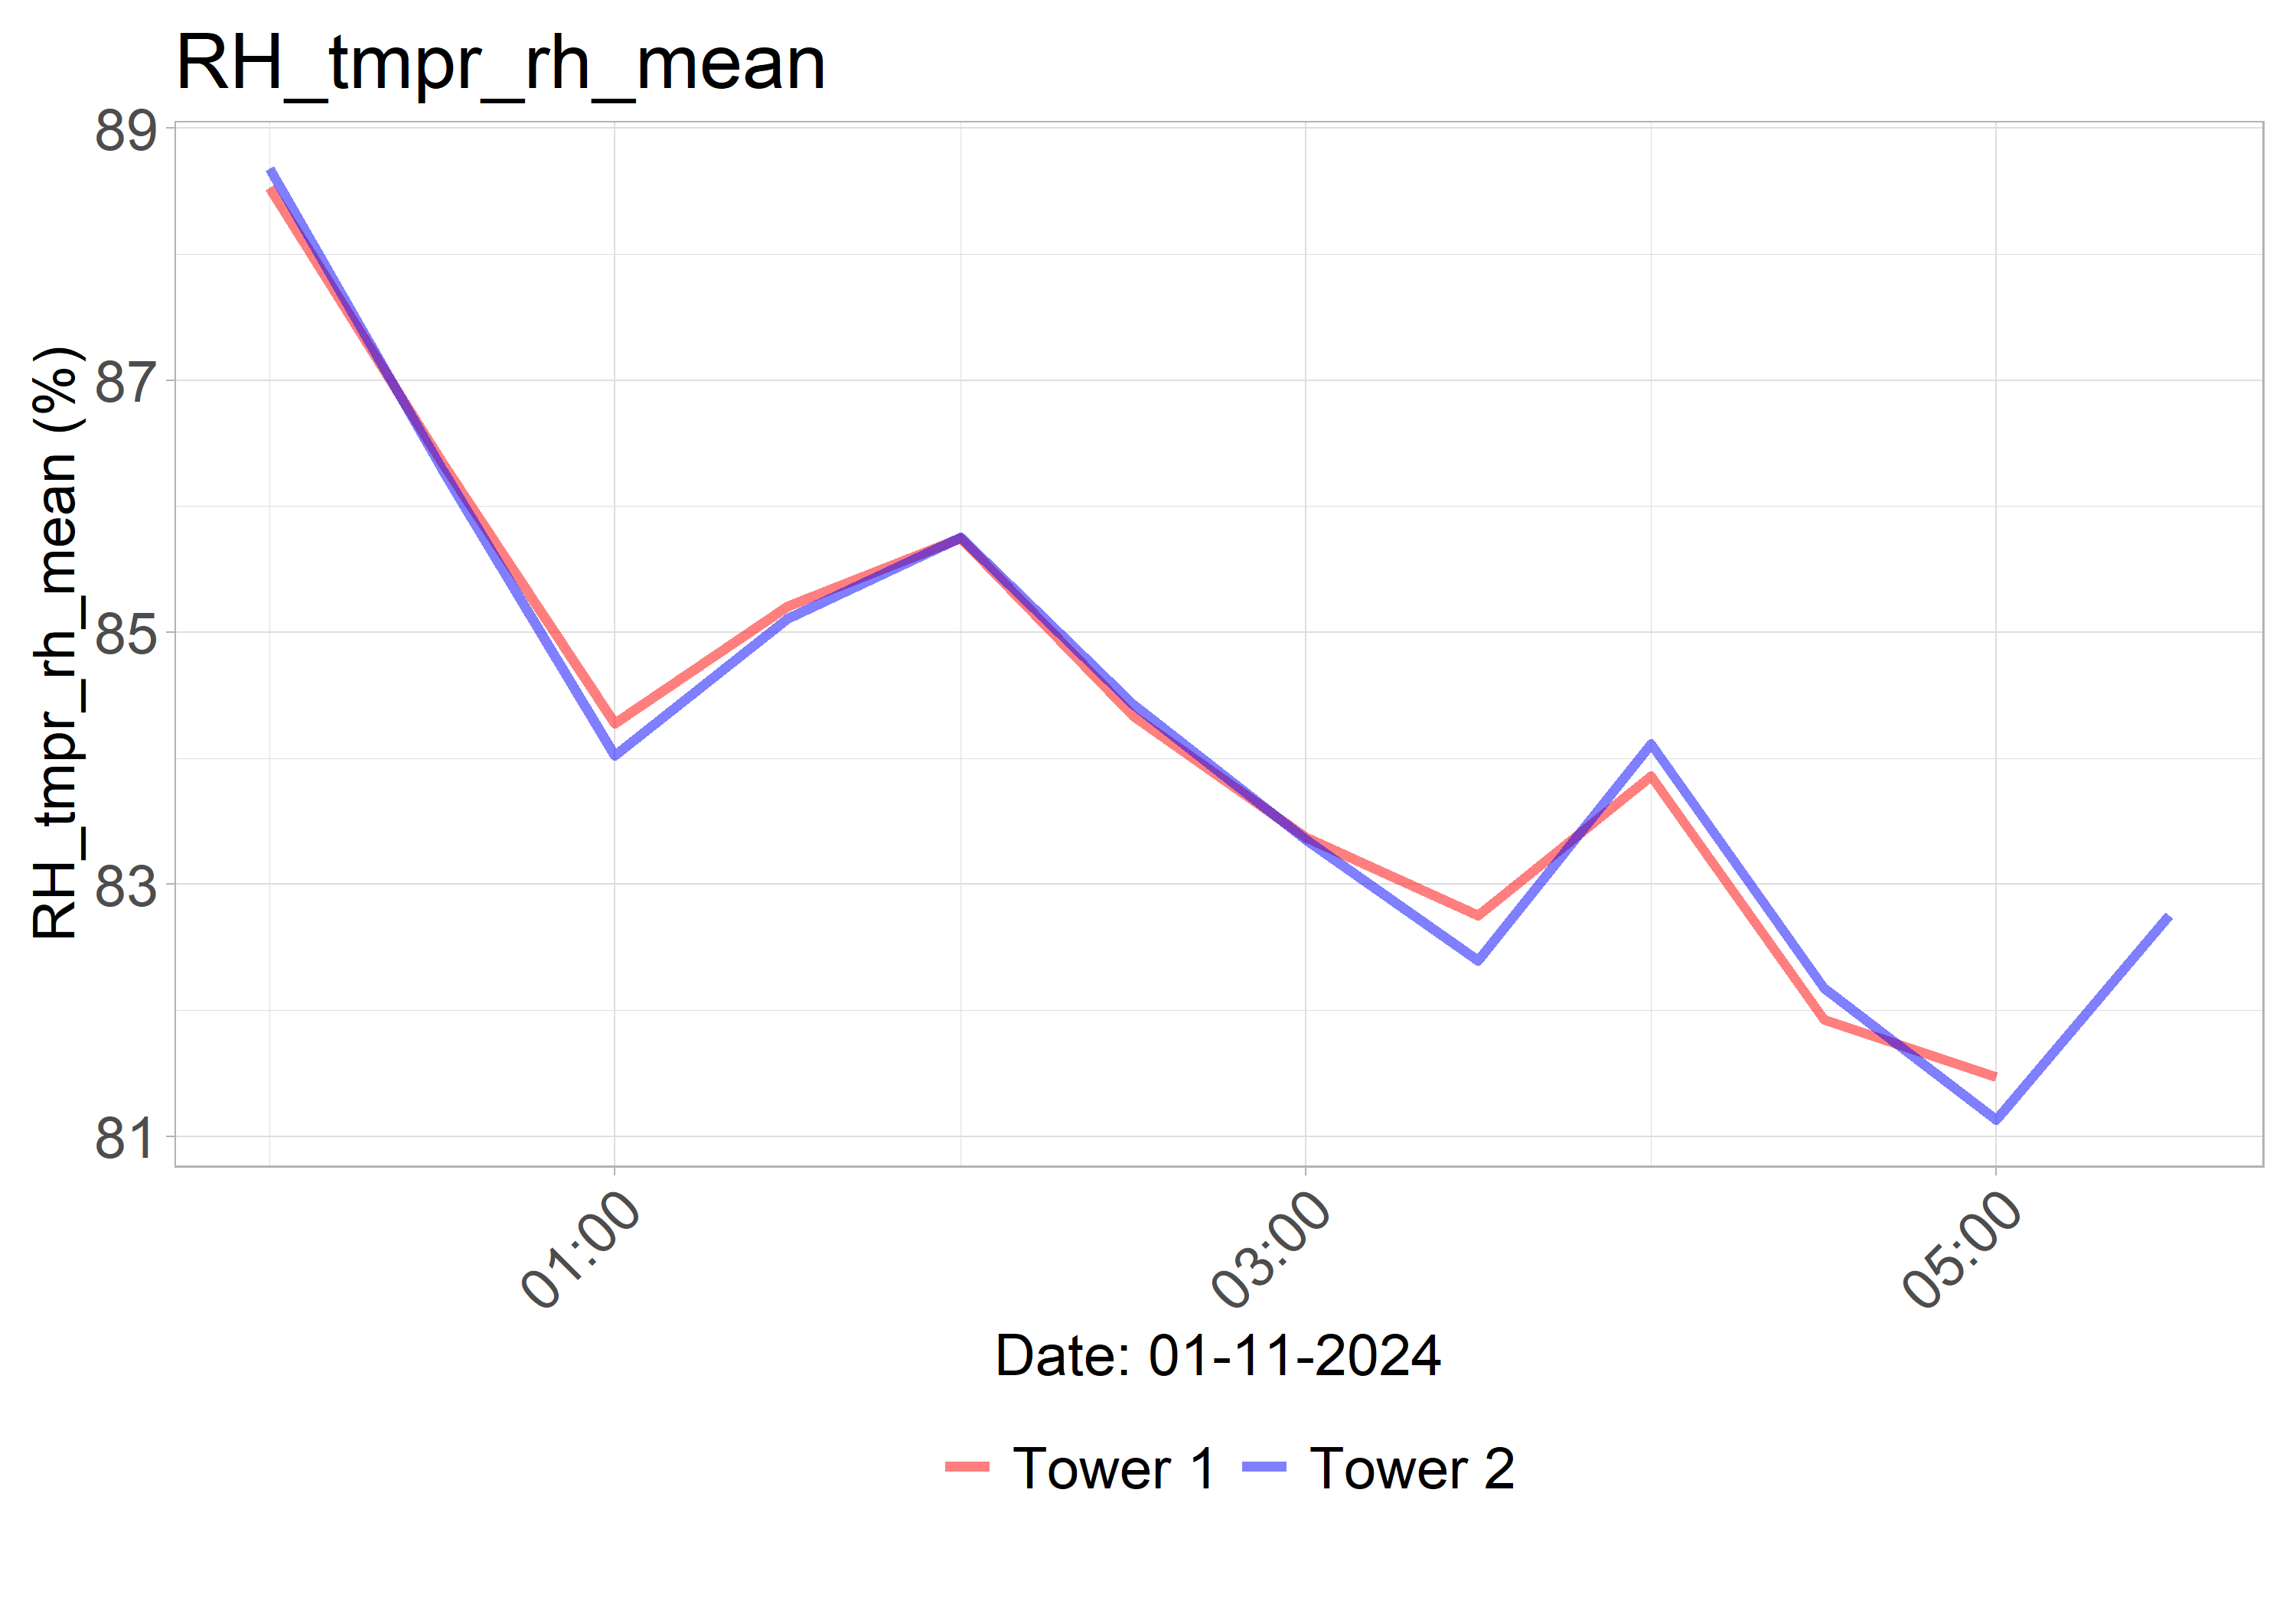 RH_tmpr_rh_mean
RH_tmpr_rh_mean (%)
89
87
85
83
81
01:00
03:00
05:00
Date: 01-11-2024
Tower 1
Tower 2